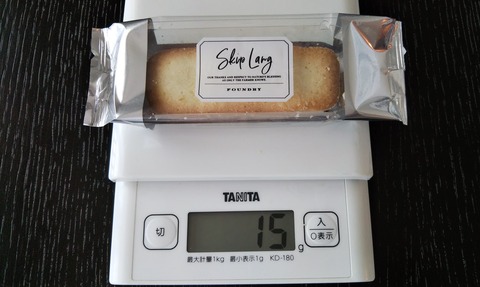 Skip Lang
FOUNDRY
TANITA
切
15 g
入
O表示
最大計量1kg 最小表示1g KD-180